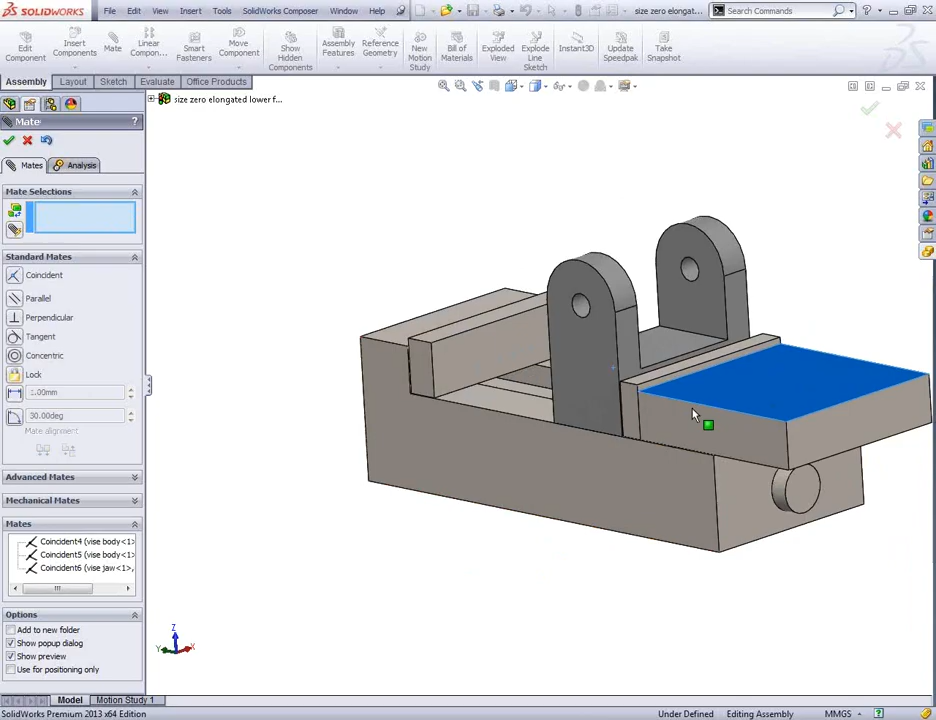 SOLIDWORKS File Edit View Insert Tools SolidWorks Composer Window Help size zero elongat... Search Commands
Edit Component
Insert Components
Mate
Linear Compon...
Smart Fasteners
Move Component
Show Hidden Components
Assembly Features
Reference Geometry
New Motion Study
Bill of Materials
Exploded View
Explode Line Sketch
Instant3D
Update Speedpak
Take Snapshot
Assembly Layout Sketch Evaluate Office Products
size zero elongated lower f...
Mate ?
Mates Analysis
Mate Selections
Standard Mates
Coincident
Parallel
Perpendicular
Tangent
Concentric
Lock
1.00mm
30.00deg
Mate alignment
Advanced Mates
Mechanical Mates
Mates
Coincident4 (vise body<1>
Coincident5 (vise body<1>
Coincident6 (vise jaw<1>,
Options
Add to new folder
Show popup dialog
Show preview
Use for positioning only
Z
Y X
Model Motion Study 1
SolidWorks Premium 2013 x64 Edition Under Defined Editing Assembly MMGS